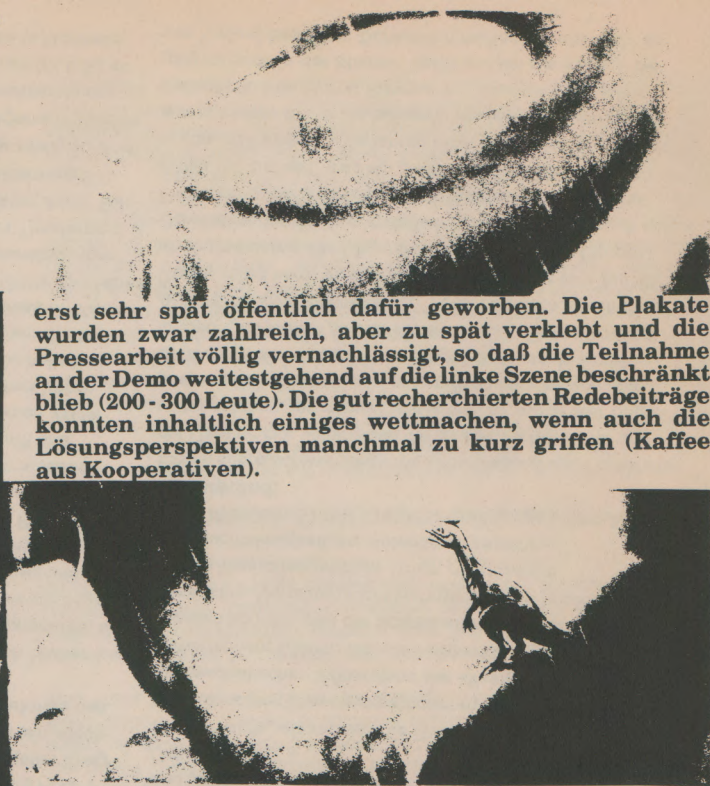 erst sehr spät öffentlich dafür geworben. Die Plakate
wurden zwar zahlreich, aber zu spät verklebt und die
Pressearbeit völlig vernachlässigt, so daß die Teilnahme
an der Demo weitestgehend auf die linke Szene beschränkt
blieb (200 - 300 Leute). Die gut recherchierten Redebeiträge
konnten inhaltlich einiges wettmachen, wenn auch die
Lösungsperspektiven manchmal zu kurz griffen (Kaffee
aus Kooperativen).